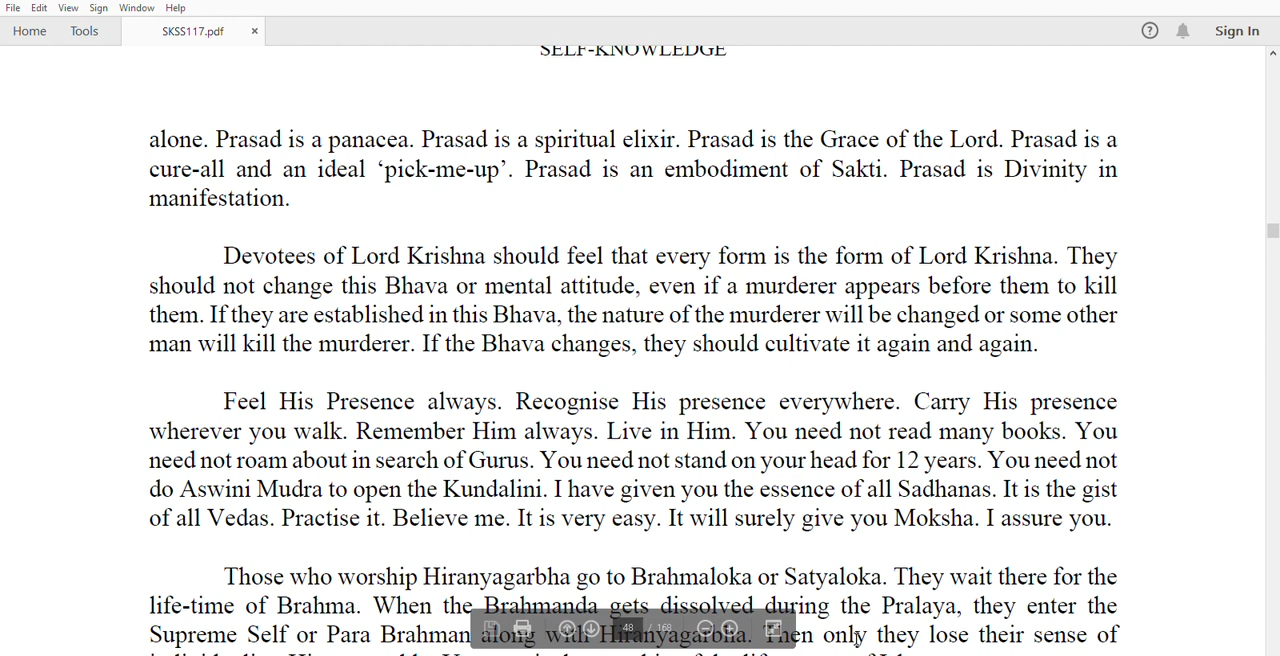 File Edit View Sign Window Help
Home Tools SKSS117.pdf × ? Sign In
SELF-KNOWLEDGE
alone. Prasad is a panacea. Prasad is a spiritual elixir. Prasad is the Grace of the Lord. Prasad is a
cure-all and an ideal ‘pick-me-up’. Prasad is an embodiment of Sakti. Prasad is Divinity in
manifestation.
Devotees of Lord Krishna should feel that every form is the form of Lord Krishna. They
should not change this Bhava or mental attitude, even if a murderer appears before them to kill
them. If they are established in this Bhava, the nature of the murderer will be changed or some other
man will kill the murderer. If the Bhava changes, they should cultivate it again and again.
Feel His Presence always. Recognise His presence everywhere. Carry His presence
wherever you walk. Remember Him always. Live in Him. You need not read many books. You
need not roam about in search of Gurus. You need not stand on your head for 12 years. You need not
do Aswini Mudra to open the Kundalini. I have given you the essence of all Sadhanas. It is the gist
of all Vedas. Practise it. Believe me. It is very easy. It will surely give you Moksha. I assure you.
Those who worship Hiranyagarbha go to Brahmaloka or Satyaloka. They wait there for the
life-time of Brahma. When the Brahmanda gets dissolved during the Pralaya, they enter the
Supreme Self or Para Brahman along with Hiranyagarbha. Then only they lose their sense of
48 / 168